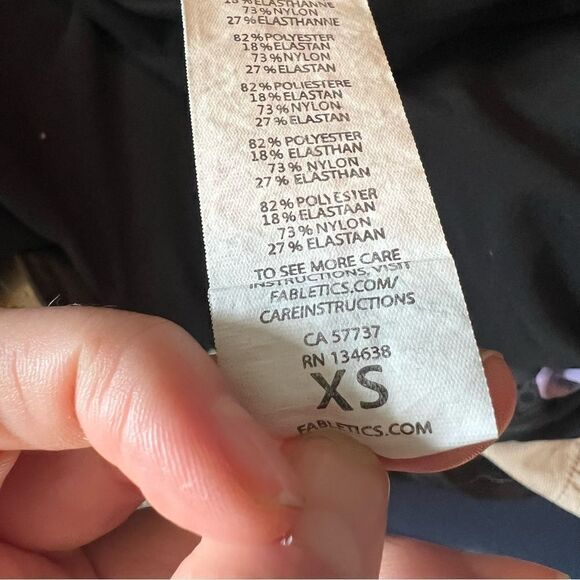 18% ELASTHANNE
73% NYLON
27% ELASTHANNE
82% POLYESTER
18% ELASTAN
73% NYLON
27% ELASTAN
82% POLIESTERE
18% ELASTAN
73% NYLON
27% ELASTAN
82% POLYESTER
18% ELASTHAN
73% NYLON
27% ELASTHAN
82% POLYESTER
18% ELASTAAN
73% NYLON
27% ELASTAAN
TO SEE MORE CARE
INSTRUCTIONS, VISIT
FABLETICS.COM/
CAREINSTRUCTIONS
CA 57737
RN 134638
XS
FABLETICS.COM